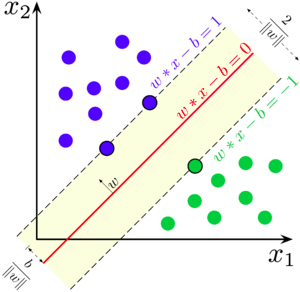 x₂
w * x − b = 1
w * x − b = 0
w * x − b = −1
2
‖w‖
w
b
‖w‖
x₁